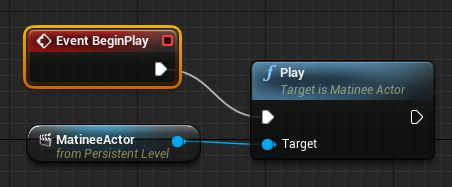 Event BeginPlay
Play
Target is Matinee Actor
MatineeActor
from Persistent Level
Target